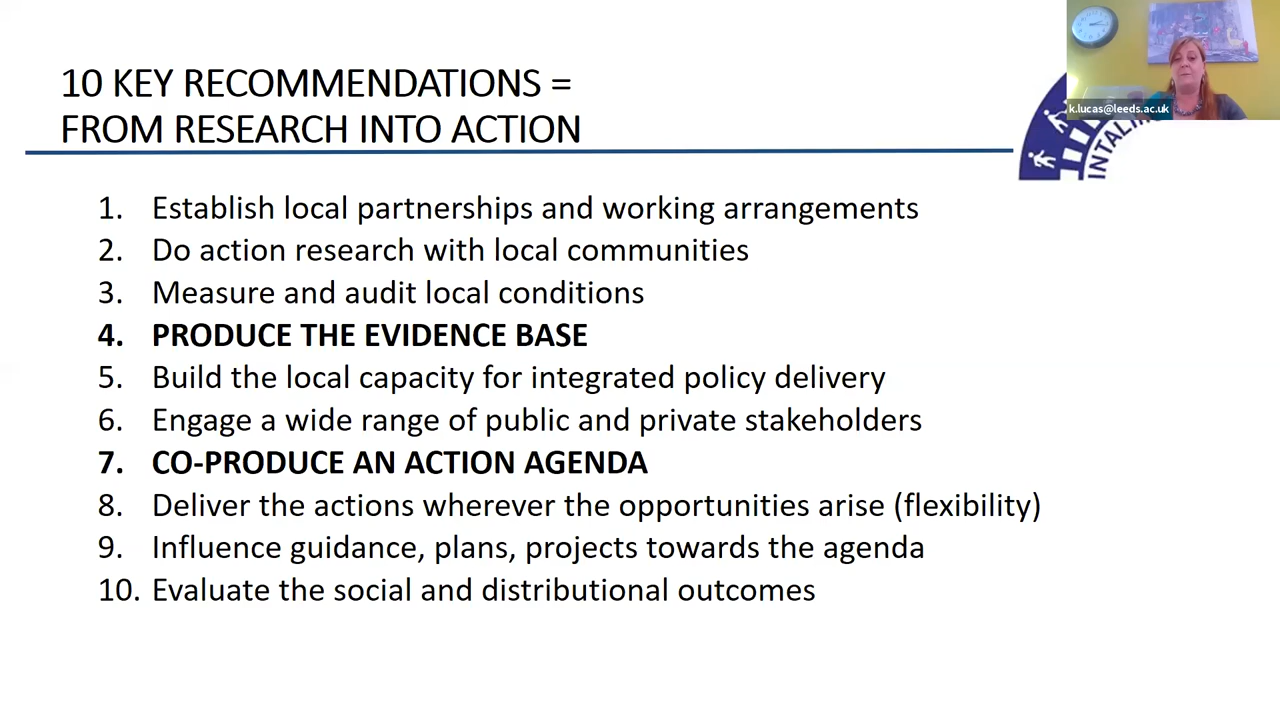 10 KEY RECOMMENDATIONS =
FROM RESEARCH INTO ACTION
k.lucas@leeds.ac.uk
1. Establish local partnerships and working arrangements
2. Do action research with local communities
3. Measure and audit local conditions
4. PRODUCE THE EVIDENCE BASE
5. Build the local capacity for integrated policy delivery
6. Engage a wide range of public and private stakeholders
7. CO-PRODUCE AN ACTION AGENDA
8. Deliver the actions wherever the opportunities arise (flexibility)
9. Influence guidance, plans, projects towards the agenda
10. Evaluate the social and distributional outcomes